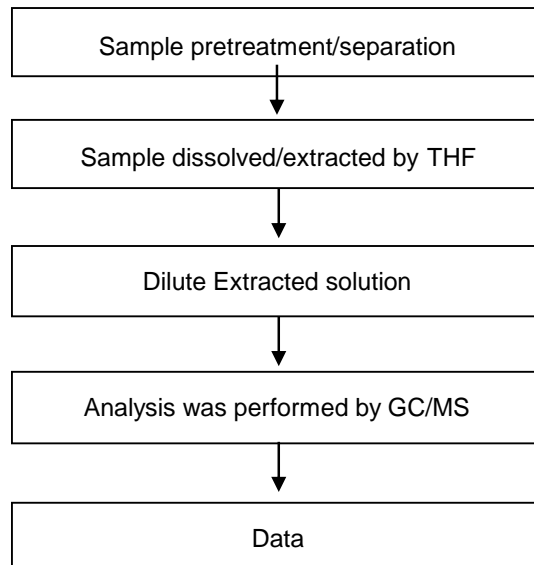 Sample pretreatment/separation
Sample dissolved/extracted by THF
Dilute Extracted solution
Analysis was performed by GC/MS
Data